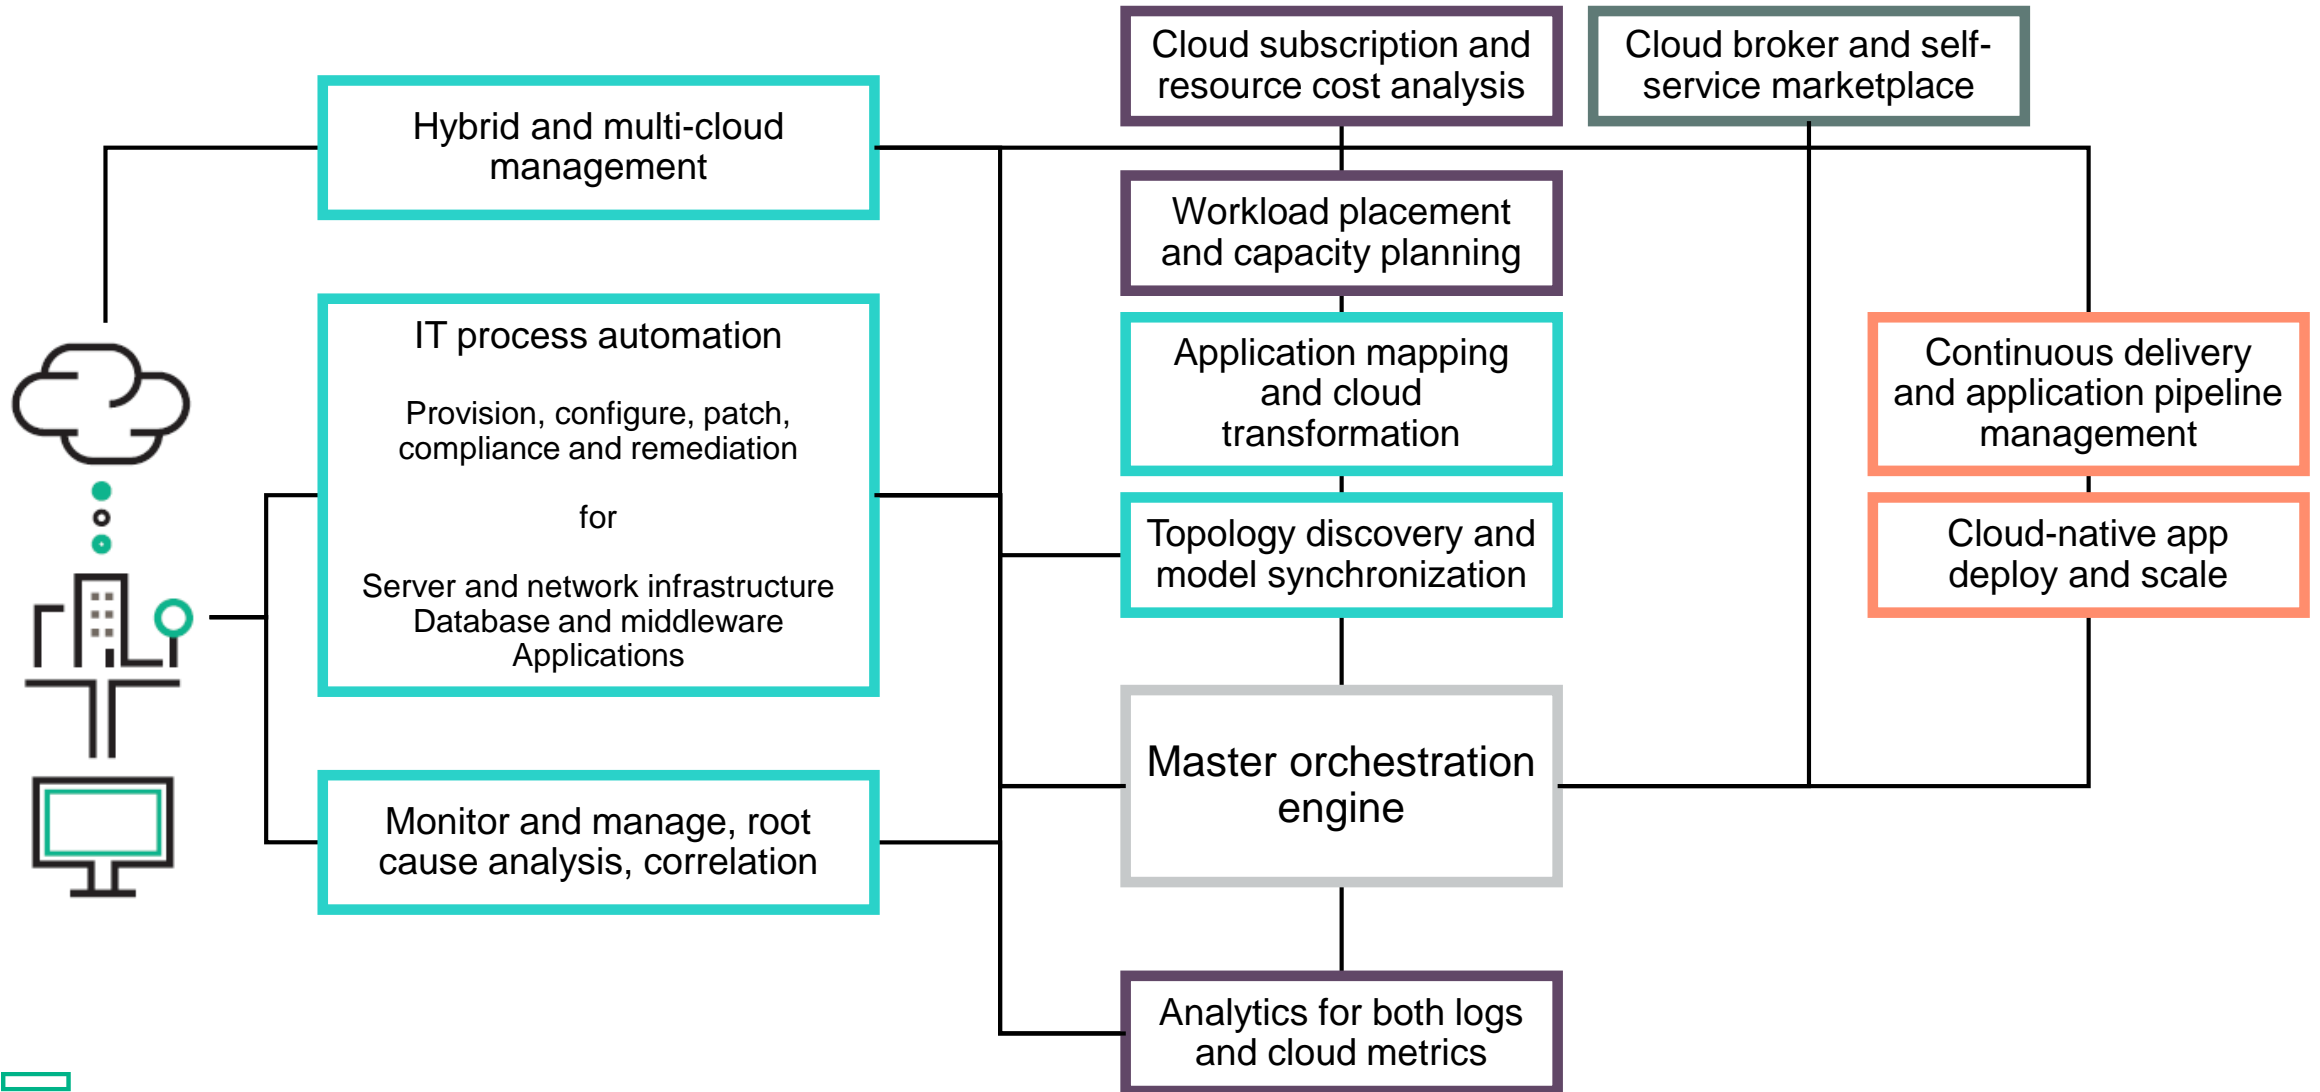 Cloud subscription and
resource cost analysis
Cloud broker and self-
service marketplace
Hybrid and multi-cloud
management
Workload placement
and capacity planning
IT process automation
Provision, configure, patch,
compliance and remediation
for
Server and network infrastructure
Database and middleware
Applications
Application mapping
and cloud
transformation
Continuous delivery
and application pipeline
management
Topology discovery and
model synchronization
Cloud-native app
deploy and scale
Master orchestration
engine
Monitor and manage, root
cause analysis, correlation
Analytics for both logs
and cloud metrics